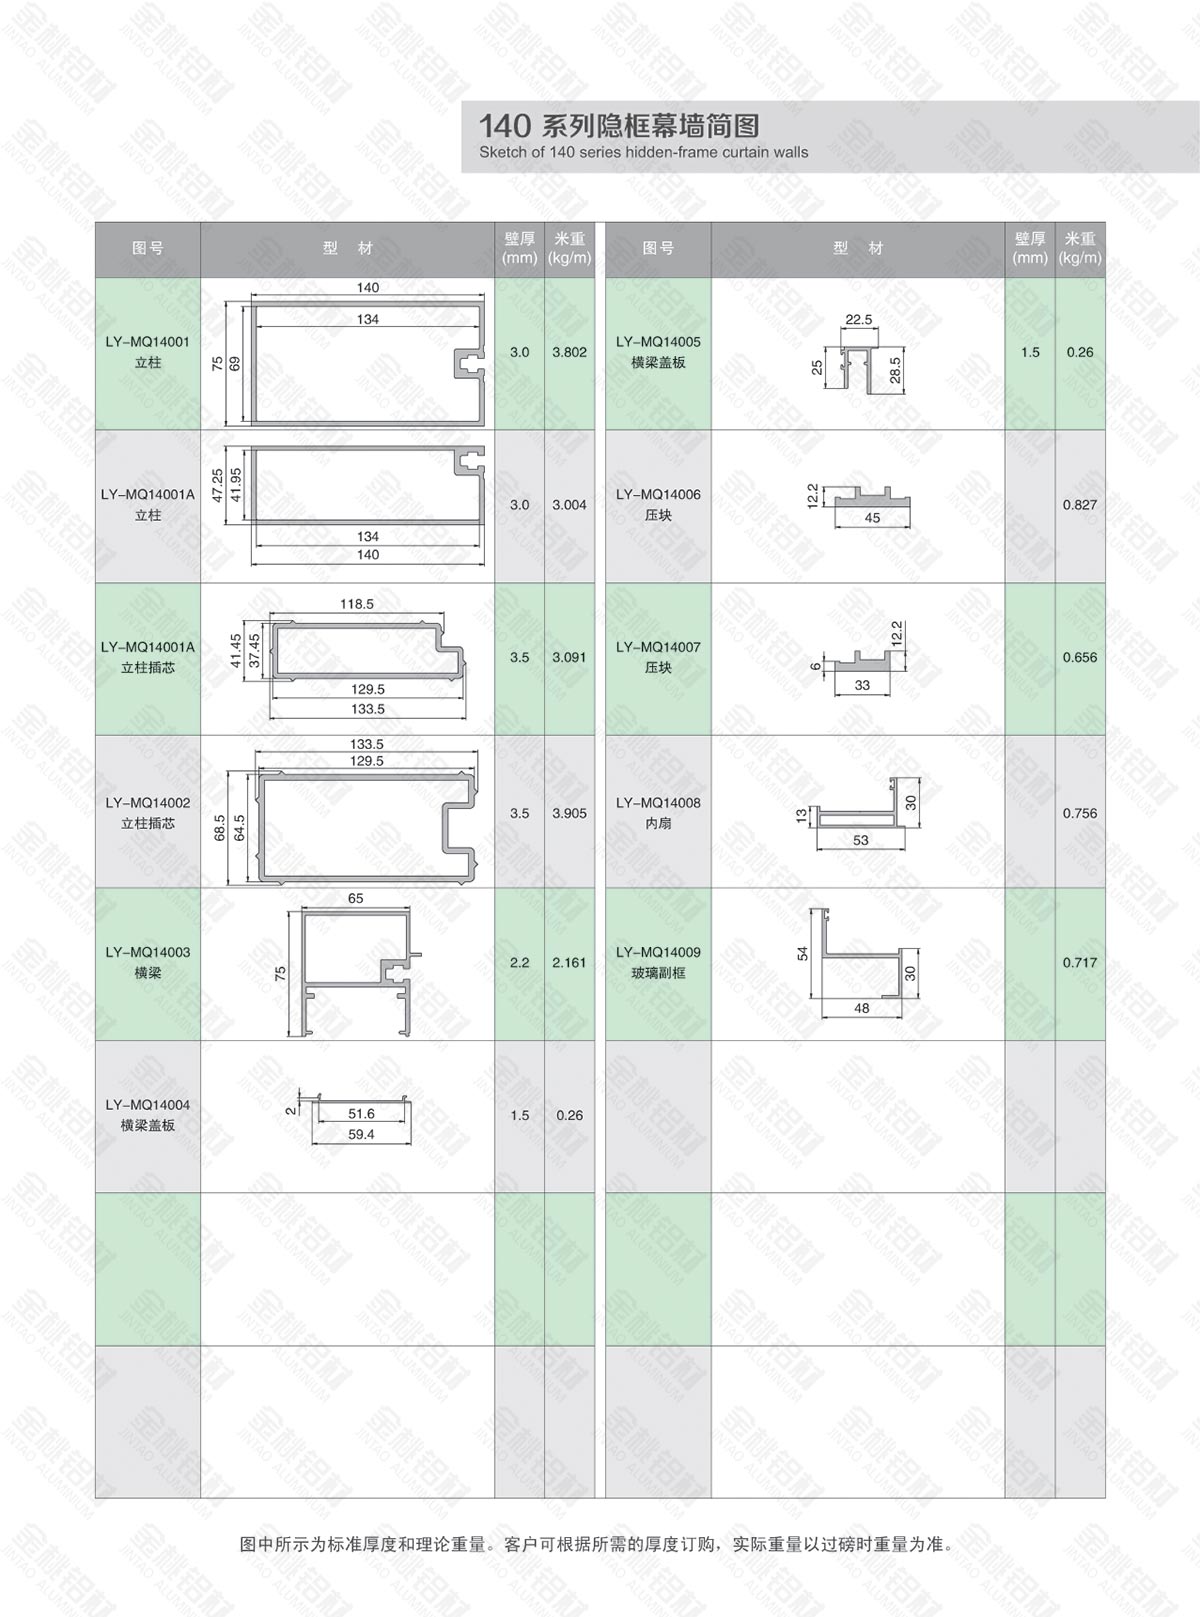 140 系列隐框幕墙简图
Sketch of 140 series hidden-frame curtain walls
图号 型 材 壁厚(mm) 米重(kg/m) 图号 型 材 壁厚(mm) 米重(kg/m)
LY-MQ14001
立柱
140
134
75
69
3.0
3.802
LY-MQ14005
横梁盖板
22.5
25
28.5
1.5
0.26
LY-MQ14001A
立柱
47.25
41.95
134
140
3.0
3.004
LY-MQ14006
压块
12.2
45
0.827
LY-MQ14001A
立柱插芯
118.5
41.45
37.45
129.5
133.5
3.5
3.091
LY-MQ14007
压块
12.2
6
33
0.656
LY-MQ14002
立柱插芯
133.5
129.5
68.5
64.5
3.5
3.905
LY-MQ14008
内扇
13
30
53
0.756
LY-MQ14003
横梁
65
75
2.2
2.161
LY-MQ14009
玻璃副框
54
30
48
0.717
LY-MQ14004
横梁盖板
2
51.6
59.4
1.5
0.26
图中所示为标准厚度和理论重量。客户可根据所需的厚度订购，实际重量以过磅时重量为准。
金桃铝材
JINTAO ALUMINIUM